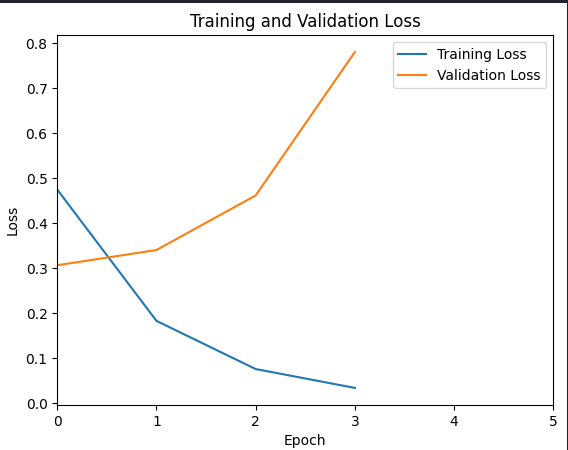 Training and Validation Loss
Training Loss
Validation Loss
0.8
0.7
0.6
0.5
0.4
0.3
0.2
0.1
0.0
Loss
0 1 2 3 4 5
Epoch